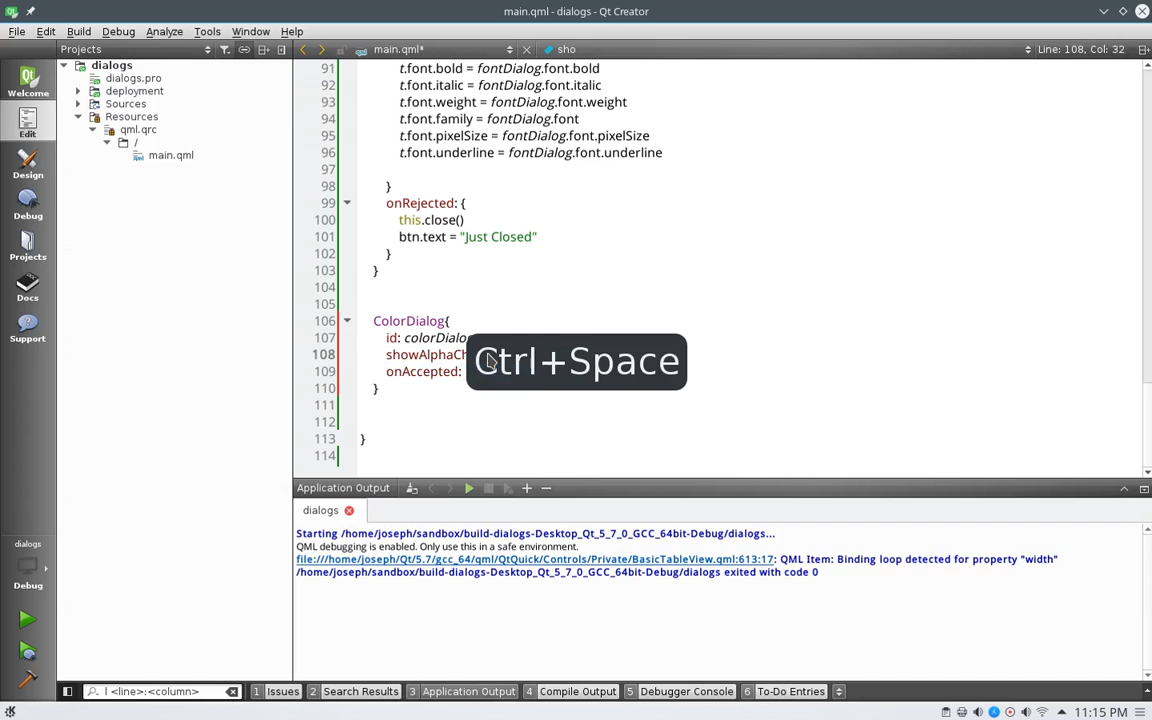 main.qml - dialogs - Qt Creator
File Edit Build Debug Analyze Tools Window Help
Projects
main.qml*
sho
Line: 108, Col: 32
Welcome
Edit
Design
Debug
Projects
Docs
Support
dialogs
Debug
dialogs
dialogs.pro
deployment
Sources
Resources
qml.qrc
/
main.qml
91 t.font.bold = fontDialog.font.bold
92 t.font.italic = fontDialog.font.italic
93 t.font.weight = fontDialog.font.weight
94 t.font.family = fontDialog.font
95 t.font.pixelSize = fontDialog.font.pixelSize
96 t.font.underline = fontDialog.font.underline
97
98 }
99 onRejected: {
100 this.close()
101 btn.text = "Just Closed"
102 }
103 }
104
105
106 ColorDialog{
107 id: colorDialo
108 showAlphaCh
109 onAccepted:
110 }
111
112
113 }
114
Ctrl+Space
Application Output
dialogs
Starting /home/joseph/sandbox/build-dialogs-Desktop_Qt_5_7_0_GCC_64bit-Debug/dialogs...
QML debugging is enabled. Only use this in a safe environment.
file:///home/joseph/Qt/5.7/gcc_64/qml/QtQuick/Controls/Private/BasicTableView.qml:613:17: QML Item: Binding loop detected for property "width"
/home/joseph/sandbox/build-dialogs-Desktop_Qt_5_7_0_GCC_64bit-Debug/dialogs exited with code 0
l <line>:<column>
1 Issues 2 Search Results 3 Application Output 4 Compile Output 5 Debugger Console 6 To-Do Entries
11:15 PM